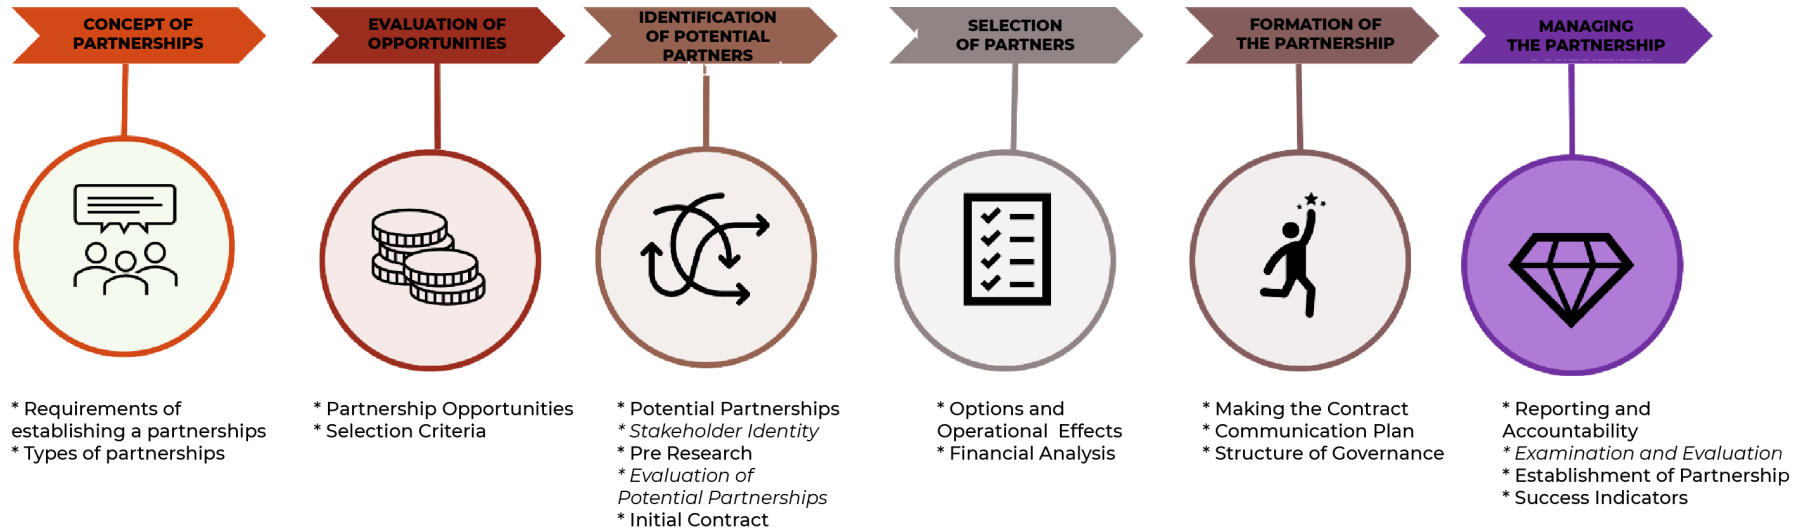 CONCEPT OF
PARTNERSHIPS
EVALUATION OF
OPPORTUNITIES
IDENTIFICATION
OF POTENTIAL
PARTNERS
SELECTION
OF PARTNERS
FORMATION OF
THE PARTNERSHIP
MANAGING
THE PARTNERSHIP
* Requirements of
establishing a partnerships
* Types of partnerships
* Partnership Opportunities
* Selection Criteria
* Potential Partnerships
* Stakeholder Identity
* Pre Research
* Evaluation of
Potential Partnerships
* Initial Contract
* Options and
Operational Effects
* Financial Analysis
* Making the Contract
* Communication Plan
* Structure of Governance
* Reporting and
Accountability
* Examination and Evaluation
* Establishment of Partnership
* Success Indicators